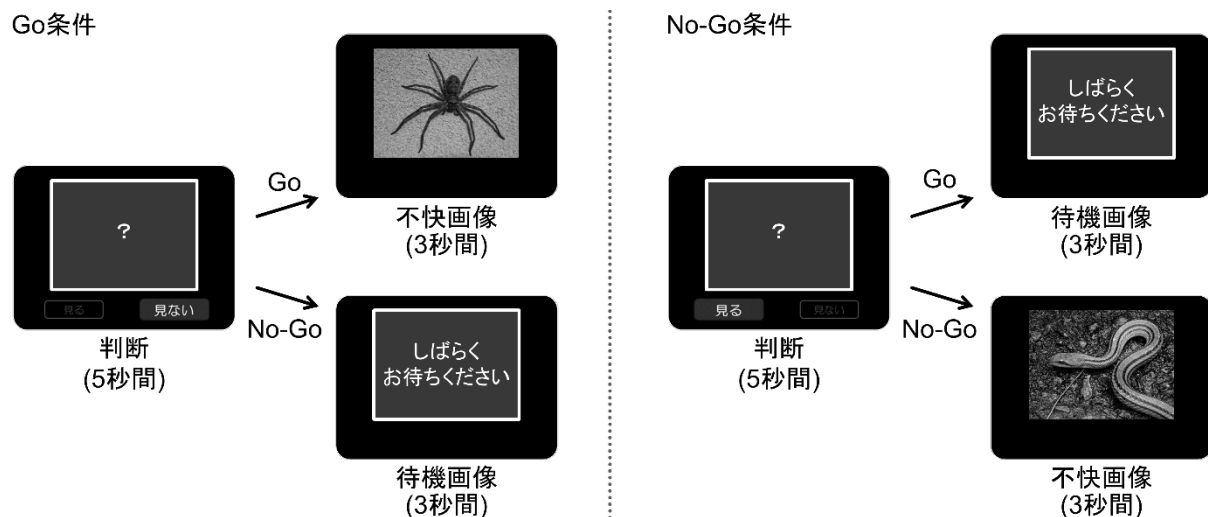 Go条件
?
見る
見ない
判断
(5秒間)
Go
不快画像
(3秒間)
No-Go
しばらく
お待ちください
待機画像
(3秒間)
No-Go条件
?
見る
見ない
判断
(5秒間)
Go
しばらく
お待ちください
待機画像
(3秒間)
No-Go
不快画像
(3秒間)